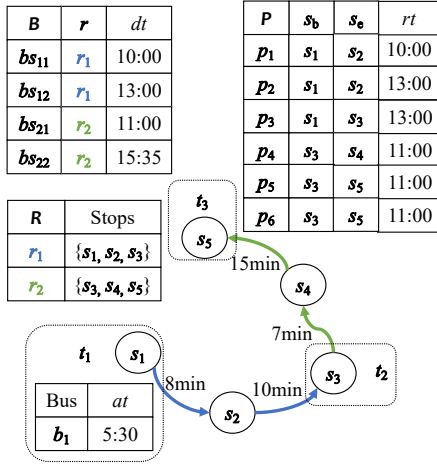 B r dt
bs11 r1 10:00
bs12 r1 13:00
bs21 r2 11:00
bs22 r2 15:35
P sb se rt
p1 s1 s2 10:00
p2 s1 s2 13:00
p3 s1 s3 13:00
p4 s3 s4 11:00
p5 s3 s5 11:00
p6 s3 s5 11:00
R Stops
r1 {s1, s2, s3}
r2 {s3, s4, s5}
t3
s5
15min
s4
7min
t1 s1
8min
s2
10min
s3 t2
Bus at
b1 5:30